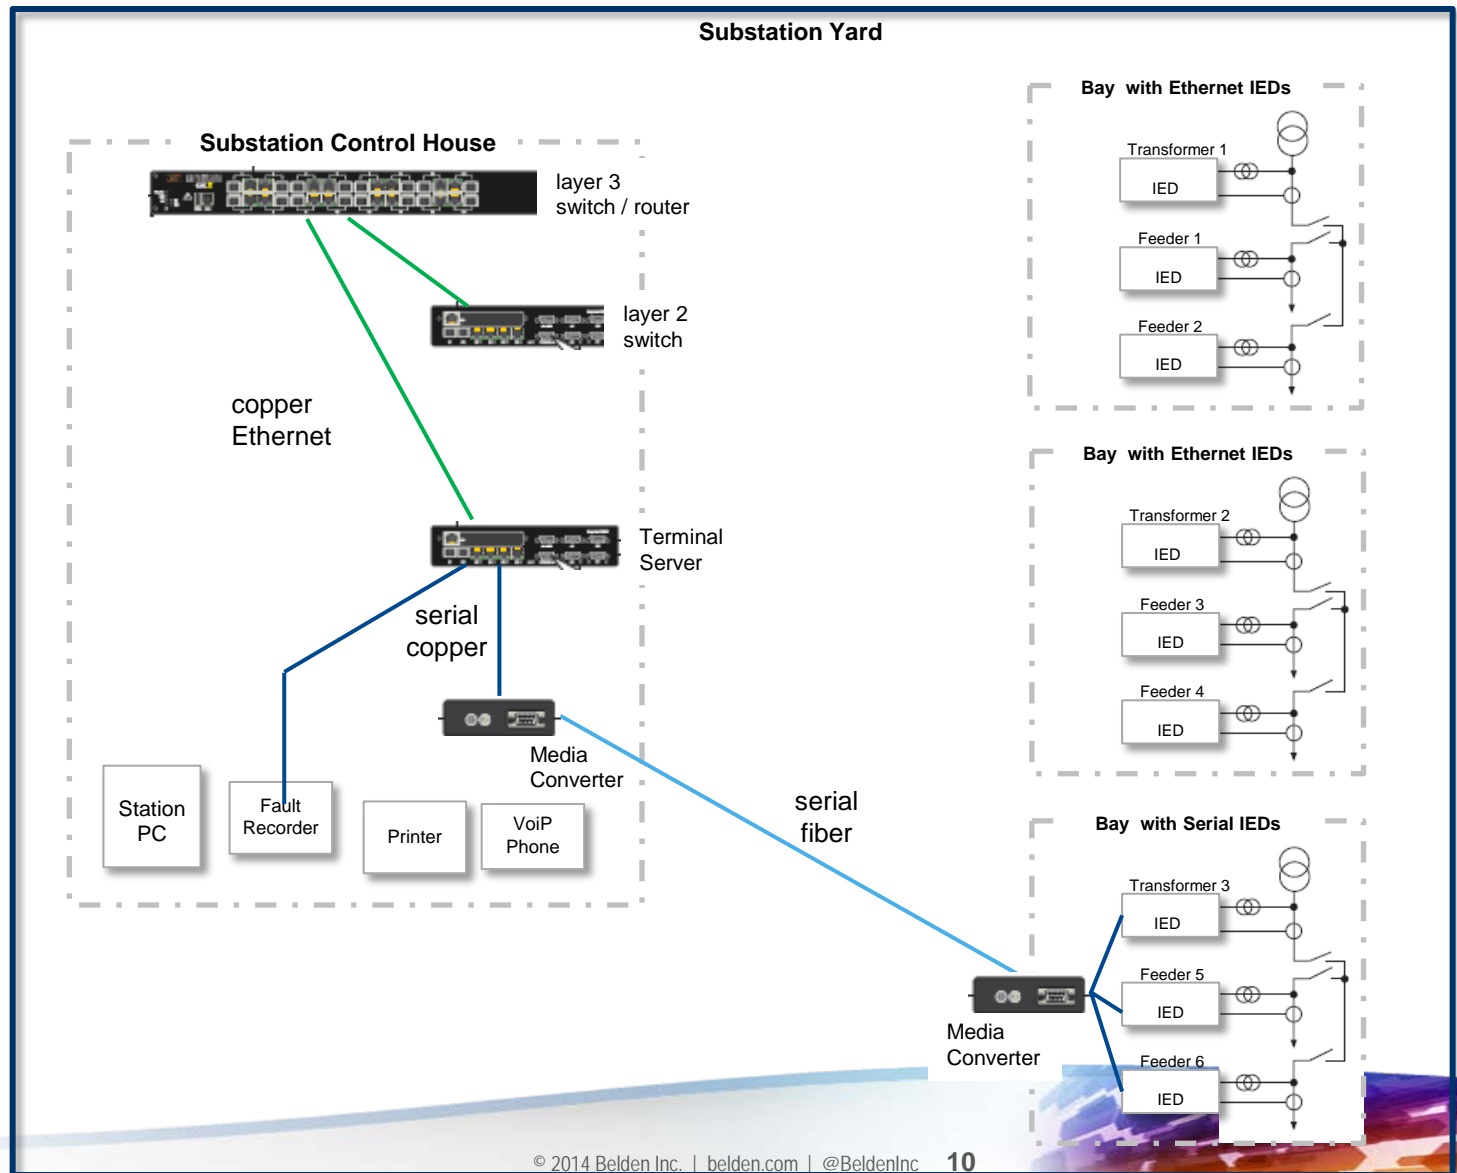 Substation Yard
Substation Control House
layer 3
switch / router
layer 2
switch
copper
Ethernet
Terminal
Server
serial
copper
Media
Converter
Station
PC
Fault
Recorder
Printer
VoiP
Phone
serial
fiber
Bay with Ethernet IEDs
Transformer 1
IED
Feeder 1
IED
Feeder 2
IED
Bay with Ethernet IEDs
Transformer 2
IED
Feeder 3
IED
Feeder 4
IED
Bay with Serial IEDs
Transformer 3
IED
Feeder 5
IED
Feeder 6
IED
Media
Converter
© 2014 Belden Inc. | belden.com | @BeldenInc 10